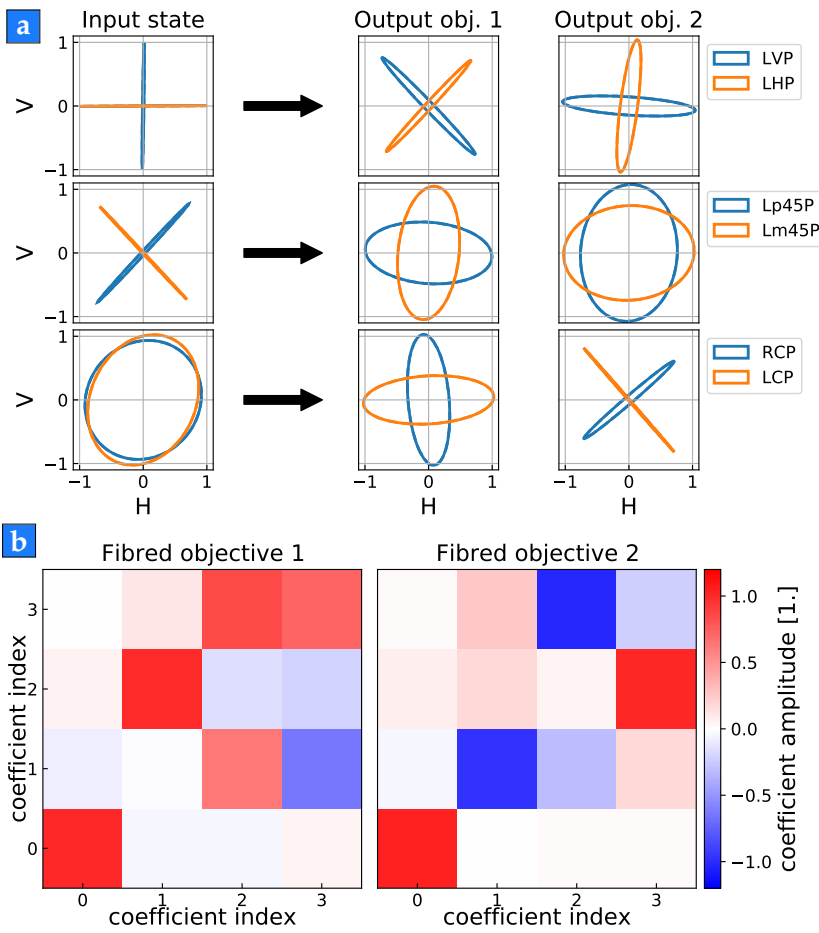 a
Input state
Output obj. 1
Output obj. 2
1
0
−1
V
LVP
LHP
1
0
−1
V
Lp45P
Lm45P
1
0
−1
V
RCP
LCP
−1 0 1
−1 0 1
−1 0 1
H
H
H
b
Fibred objective 1
Fibred objective 2
3
2
1
0
coefficient index
0 1 2 3
coefficient index
0 1 2 3
coefficient index
1.0
0.5
0.0
−0.5
−1.0
coefficient amplitude [1.]